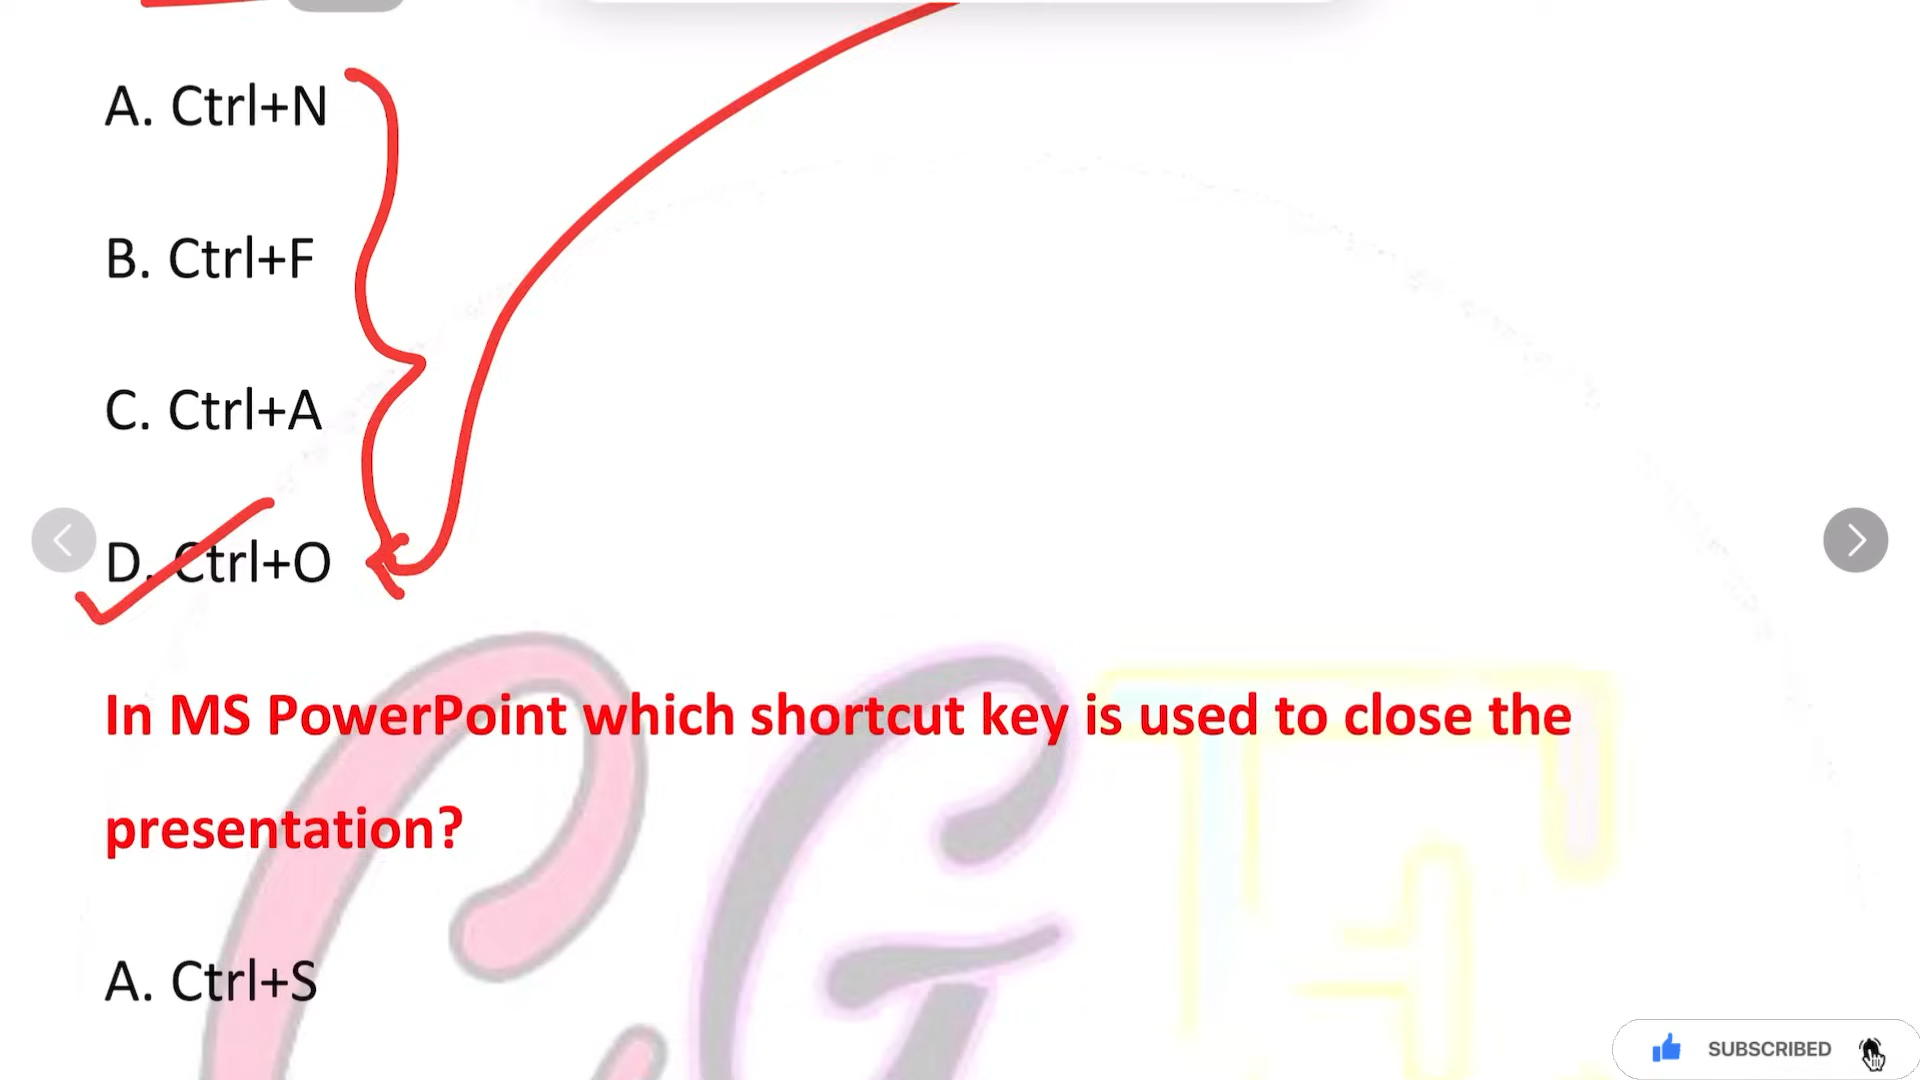 A. Ctrl+N
B. Ctrl+F
C. Ctrl+A
D. Ctrl+O
In MS PowerPoint which shortcut key is used to close the
presentation?
A. Ctrl+S
SUBSCRIBED